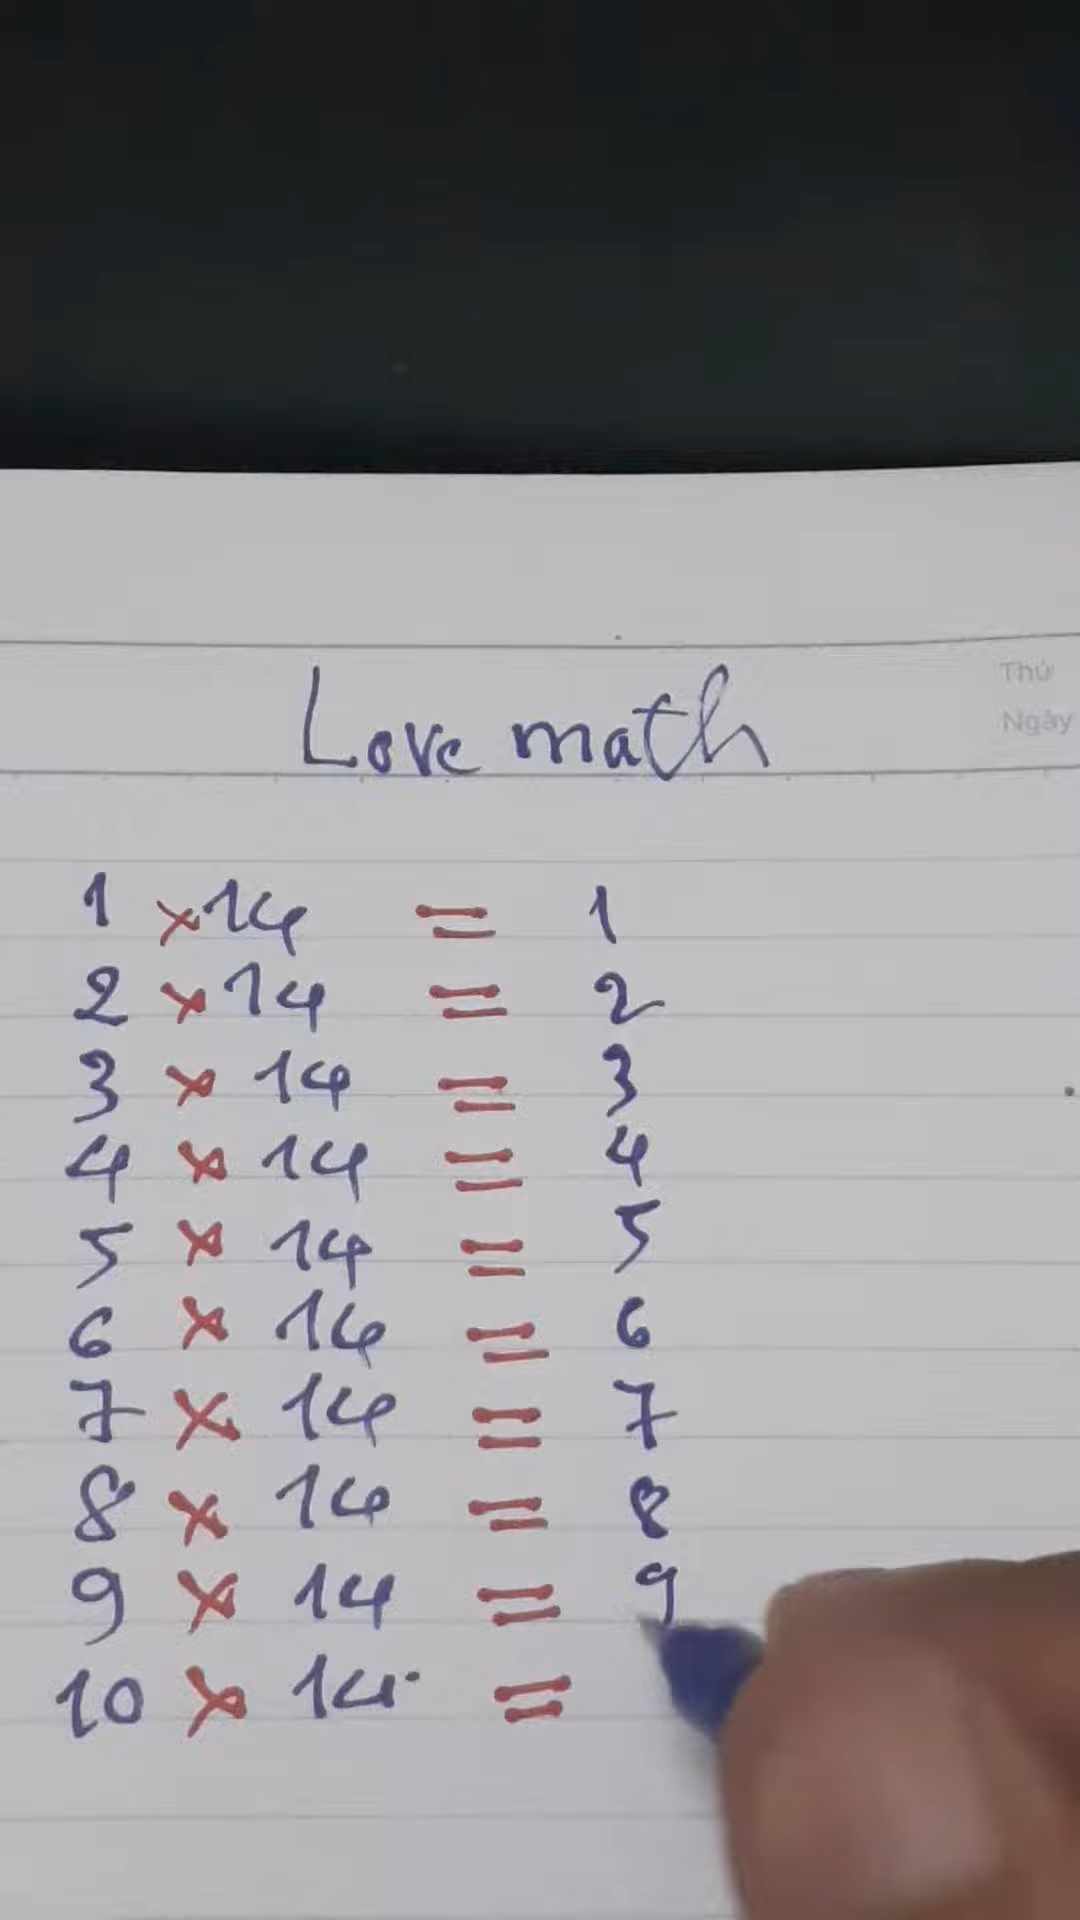 Thứ
Ngày
Love math
1 × 14 = 1
2 × 14 = 2
3 × 14 = 3
4 × 14 = 4
5 × 14 = 5
6 × 14 = 6
7 × 14 = 7
8 × 14 = 8
9 × 14 = 9
10 × 14 =